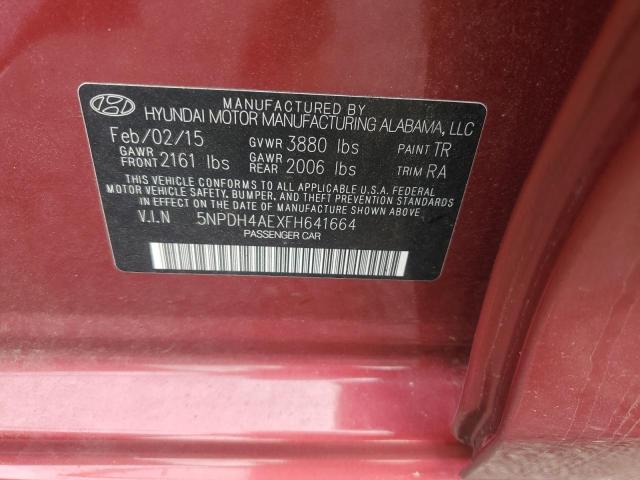 MANUFACTURED BY
HYUNDAI MOTOR MANUFACTURING ALABAMA, LLC
Feb/02/15 GVWR 3880 lbs PAINT TR
GAWR FRONT 2161 lbs GAWR REAR 2006 lbs TRIM RA
THIS VEHICLE CONFORMS TO ALL APPLICABLE U.S.A. FEDERAL
MOTOR VEHICLE SAFETY, BUMPER, AND THEFT PREVENTION STANDARDS
IN EFFECT ON THE DATE OF MANUFACTURE SHOWN ABOVE.
V.I.N 5NPDH4AEXFH641664
PASSENGER CAR